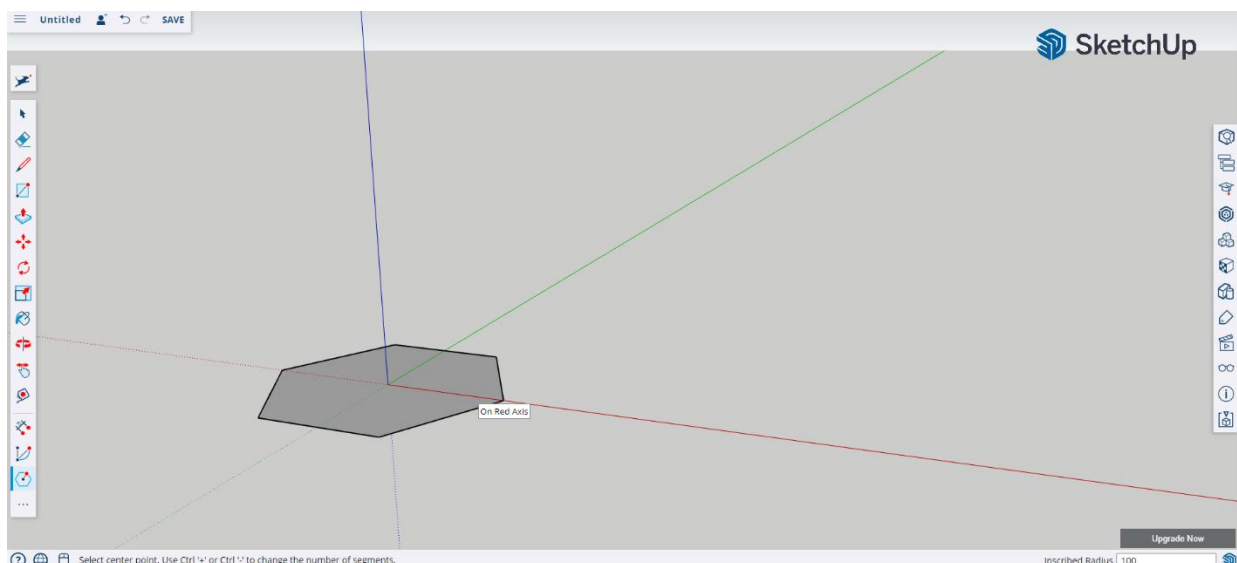 Untitled SAVE
SketchUp
On Red Axis
Upgrade Now
Select center point. Use Ctrl '+' or Ctrl '-' to change the number of segments.
Inscribed Radius 100